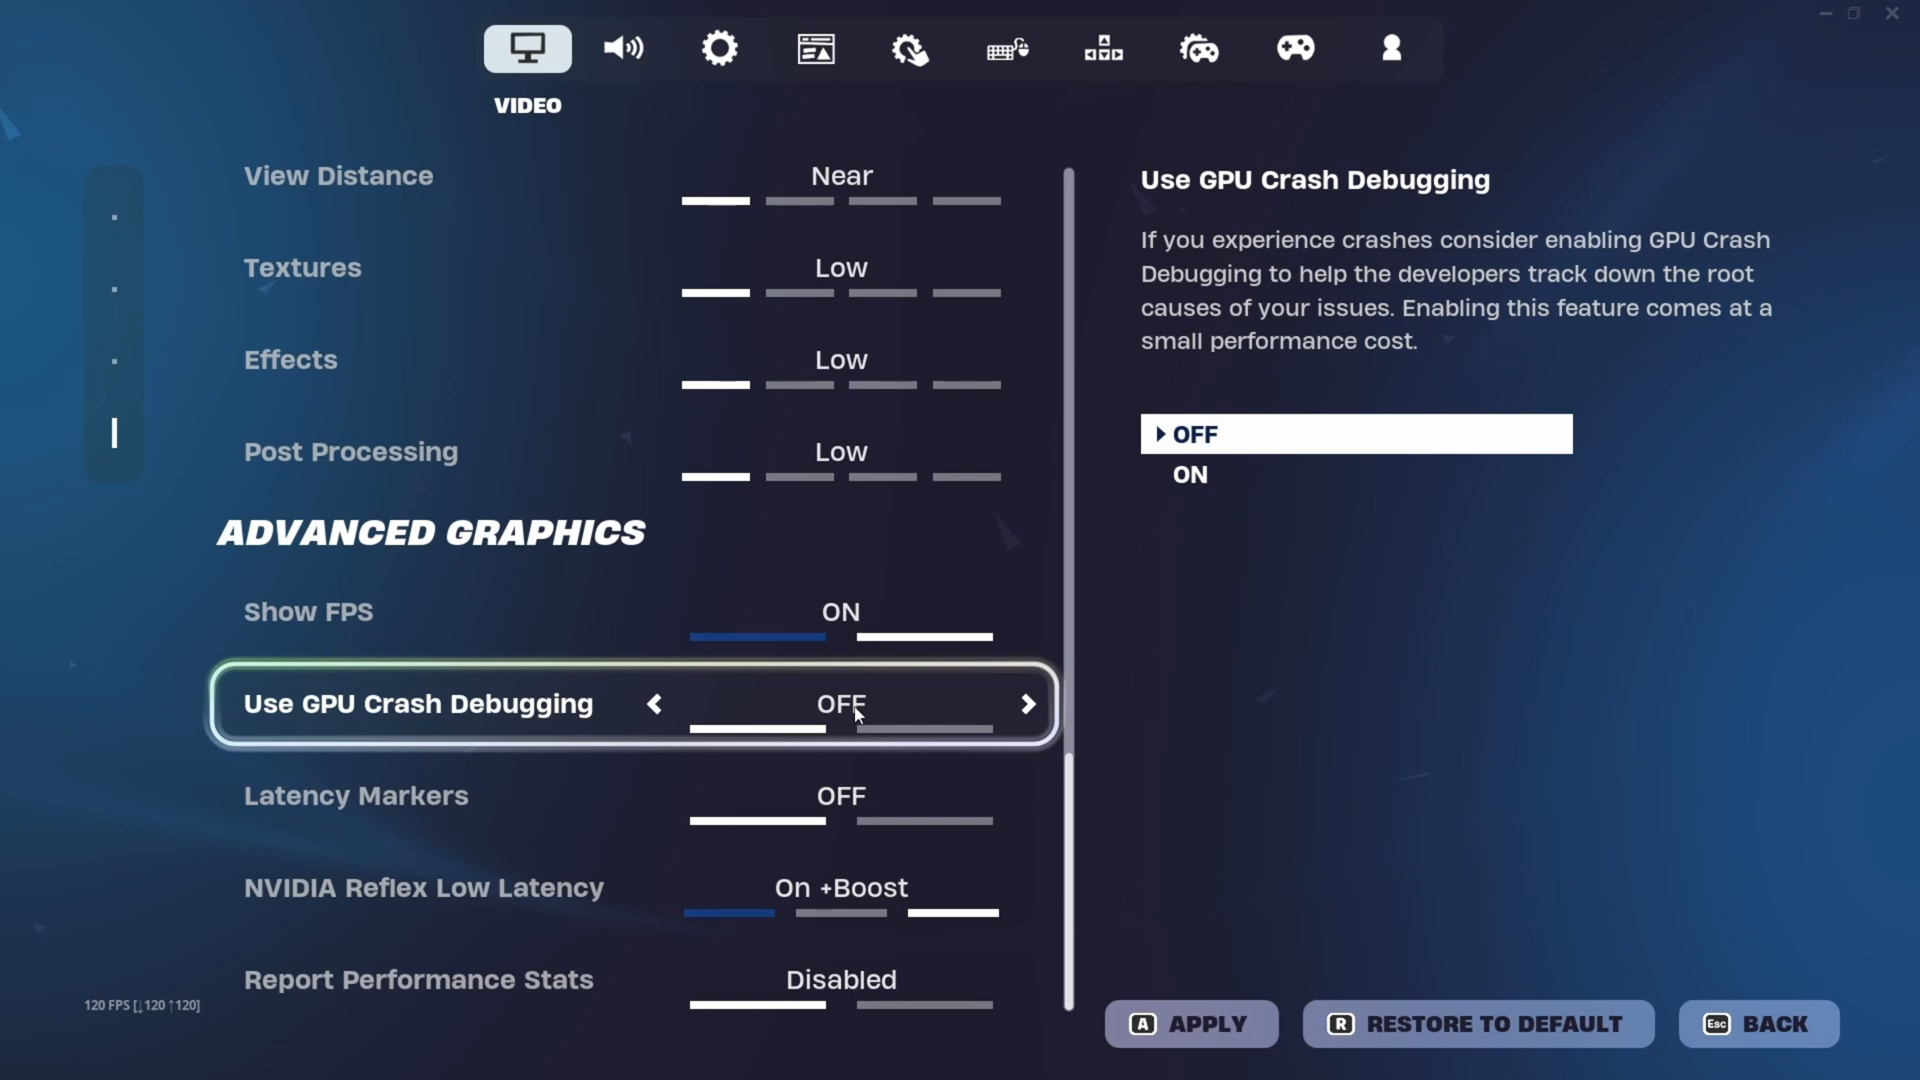 VIDEO
View Distance
Near
Textures
Low
Effects
Low
Post Processing
Low
ADVANCED GRAPHICS
Show FPS
ON
Use GPU Crash Debugging
OFF
Latency Markers
OFF
NVIDIA Reflex Low Latency
On +Boost
Report Performance Stats
Disabled
Use GPU Crash Debugging
If you experience crashes consider enabling GPU Crash
Debugging to help the developers track down the root
causes of your issues. Enabling this feature comes at a
small performance cost.
OFF
ON
120 FPS [↓120 ↑120]
A APPLY
R RESTORE TO DEFAULT
Esc BACK